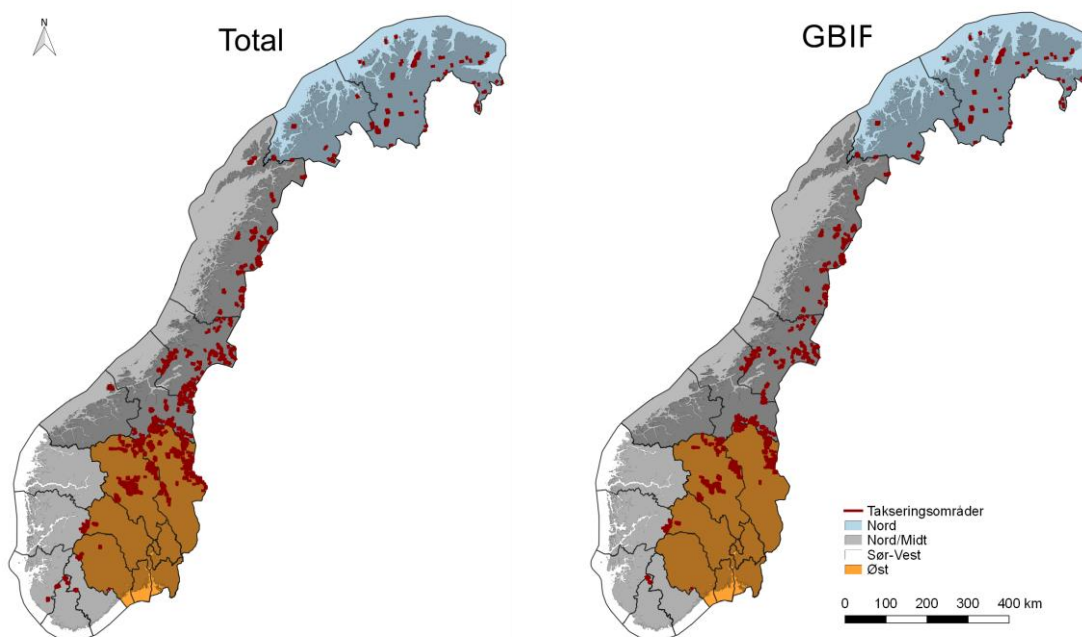 N
Total
GBIF
Takseringsområder
Nord
Nord/Midt
Sør-Vest
Øst
0 100 200 300 400 km